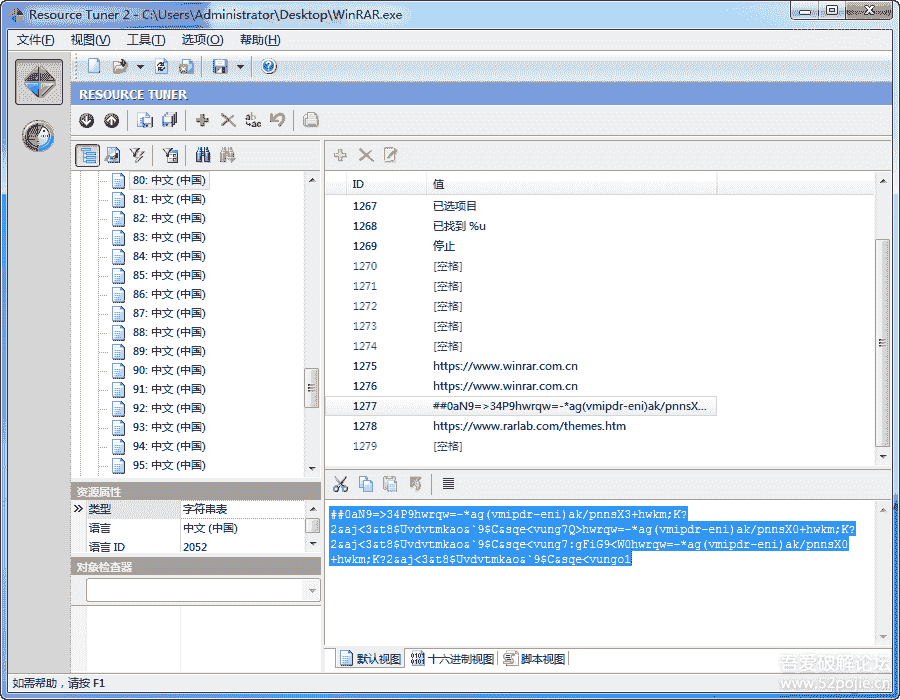 Resource Tuner 2 - C:\Users\Administrator\Desktop\WinRAR.exe
文件(F) 视图(V) 工具(T) 选项(O) 帮助(H)
RESOURCE TUNER
80: 中文 (中国)
81: 中文 (中国)
82: 中文 (中国)
83: 中文 (中国)
84: 中文 (中国)
85: 中文 (中国)
86: 中文 (中国)
87: 中文 (中国)
88: 中文 (中国)
89: 中文 (中国)
90: 中文 (中国)
91: 中文 (中国)
92: 中文 (中国)
93: 中文 (中国)
94: 中文 (中国)
95: 中文 (中国)
资源属性
类型 字符串表
语言 中文 (中国)
语言 ID 2052
对象检查器
ID 值
1267 已选项目
1268 已找到 %u
1269 停止
1270 [空格]
1271 [空格]
1272 [空格]
1273 [空格]
1274 [空格]
1275 https://www.winrar.com.cn
1276 https://www.winrar.com.cn
1277 ##0aN9=>34P9hwrqw=-*ag(vmipdr-eni)ak/pnnsX...
1278 https://www.rarlab.com/themes.htm
1279 [空格]
##0aN9=>34P9hwrqw=-*ag(vmipdr-eni)ak/pnnsX3+hwkm;K?
2&aj<3&t8$Uvdvtmkao&`9$C&sqe<vung7Q>hwrqw=-*ag(vmipdr-eni)ak/pnnsX0+hwkm;K?
2&aj<3&t8$Uvdvtmkao&`9$C&sqe<vung7:gFiG9<W0hwrqw=-*ag(vmipdr-eni)ak/pnnsX0
+hwkm;K?2&aj<3&t8$Uvdvtmkao&`9$C&sqe<vungo1
默认视图 十六进制视图 脚本视图
如需帮助，请按 F1
吾爱破解论坛
www.52pojie.cn